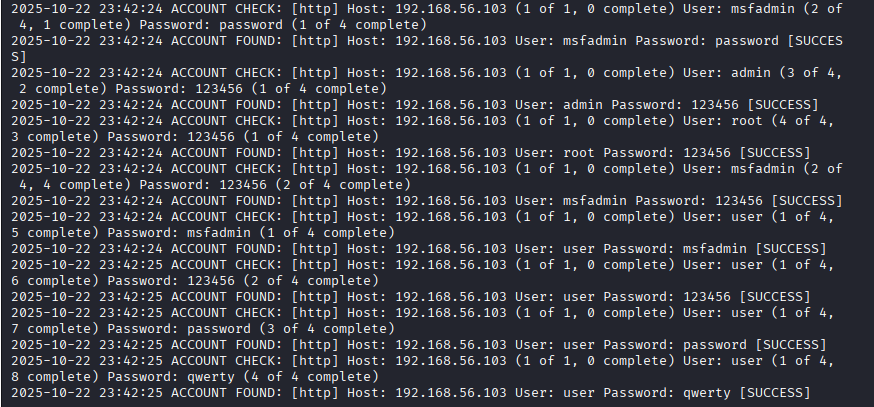 2025-10-22 23:42:24 ACCOUNT CHECK: [http] Host: 192.168.56.103 (1 of 1, 0 complete) User: msfadmin (2 of
4, 1 complete) Password: password (1 of 4 complete)
2025-10-22 23:42:24 ACCOUNT FOUND: [http] Host: 192.168.56.103 User: msfadmin Password: password [SUCCES
S]
2025-10-22 23:42:24 ACCOUNT CHECK: [http] Host: 192.168.56.103 (1 of 1, 0 complete) User: admin (3 of 4,
2 complete) Password: 123456 (1 of 4 complete)
2025-10-22 23:42:24 ACCOUNT FOUND: [http] Host: 192.168.56.103 User: admin Password: 123456 [SUCCESS]
2025-10-22 23:42:24 ACCOUNT CHECK: [http] Host: 192.168.56.103 (1 of 1, 0 complete) User: root (4 of 4,
3 complete) Password: 123456 (1 of 4 complete)
2025-10-22 23:42:24 ACCOUNT FOUND: [http] Host: 192.168.56.103 User: root Password: 123456 [SUCCESS]
2025-10-22 23:42:24 ACCOUNT CHECK: [http] Host: 192.168.56.103 (1 of 1, 0 complete) User: msfadmin (2 of
4, 4 complete) Password: 123456 (2 of 4 complete)
2025-10-22 23:42:24 ACCOUNT FOUND: [http] Host: 192.168.56.103 User: msfadmin Password: 123456 [SUCCESS]
2025-10-22 23:42:24 ACCOUNT CHECK: [http] Host: 192.168.56.103 (1 of 1, 0 complete) User: user (1 of 4,
5 complete) Password: msfadmin (1 of 4 complete)
2025-10-22 23:42:24 ACCOUNT FOUND: [http] Host: 192.168.56.103 User: user Password: msfadmin [SUCCESS]
2025-10-22 23:42:25 ACCOUNT CHECK: [http] Host: 192.168.56.103 (1 of 1, 0 complete) User: user (1 of 4,
6 complete) Password: 123456 (2 of 4 complete)
2025-10-22 23:42:25 ACCOUNT FOUND: [http] Host: 192.168.56.103 User: user Password: 123456 [SUCCESS]
2025-10-22 23:42:25 ACCOUNT CHECK: [http] Host: 192.168.56.103 (1 of 1, 0 complete) User: user (1 of 4,
7 complete) Password: password (3 of 4 complete)
2025-10-22 23:42:25 ACCOUNT FOUND: [http] Host: 192.168.56.103 User: user Password: password [SUCCESS]
2025-10-22 23:42:25 ACCOUNT CHECK: [http] Host: 192.168.56.103 (1 of 1, 0 complete) User: user (1 of 4,
8 complete) Password: qwerty (4 of 4 complete)
2025-10-22 23:42:25 ACCOUNT FOUND: [http] Host: 192.168.56.103 User: user Password: qwerty [SUCCESS]